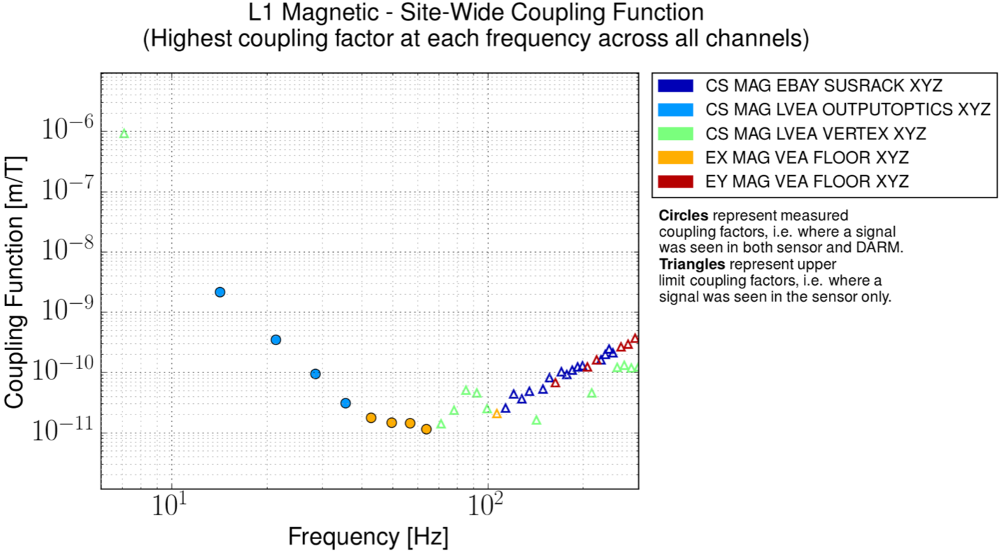 L1 Magnetic - Site-Wide Coupling Function
(Highest coupling factor at each frequency across all channels)
Coupling Function [m/T]
10⁻⁶
10⁻⁷
10⁻⁸
10⁻⁹
10⁻¹⁰
10⁻¹¹
10¹
10²
Frequency [Hz]
CS MAG EBAY SUSRACK XYZ
CS MAG LVEA OUTPUTOPTICS XYZ
CS MAG LVEA VERTEX XYZ
EX MAG VEA FLOOR XYZ
EY MAG VEA FLOOR XYZ
Circles represent measured
coupling factors, i.e. where a signal
was seen in both sensor and DARM.
Triangles represent upper
limit coupling factors, i.e. where a
signal was seen in the sensor only.